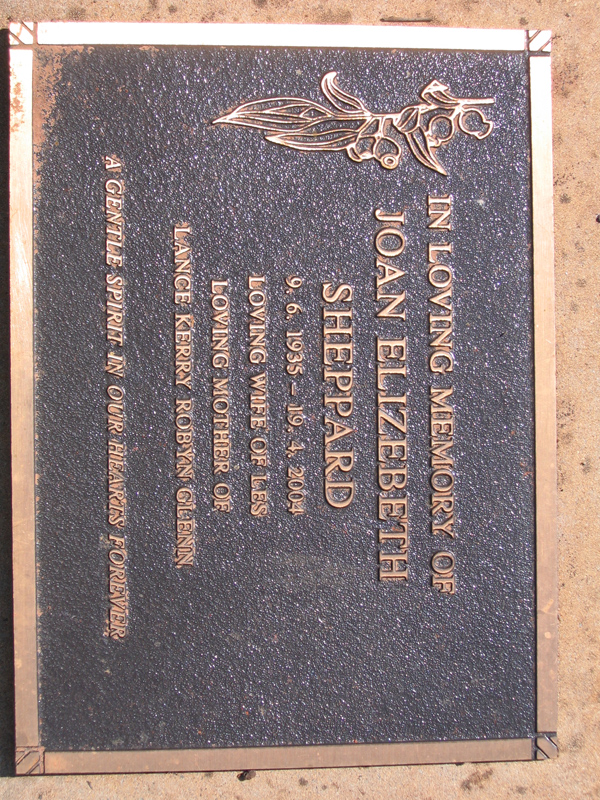 IN LOVING MEMORY OF
JOAN ELIZEBETH
SHEPPARD
9. 6. 1935 – 19. 4. 2004
LOVING WIFE OF LES
LOVING MOTHER OF
LANCE KERRY ROBYN GLENN
A GENTLE SPIRIT IN OUR HEARTS FOREVER